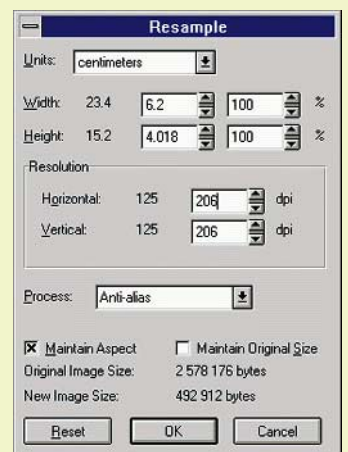 Resample
Units: centimeters
Width: 23.4 6.2 100 %
Height: 15.2 4.018 100 %
Resolution
Horizontal: 125 206 dpi
Vertical: 125 206 dpi
Process: Anti-alias
Maintain Aspect Maintain Original Size
Original Image Size: 2 578 176 bytes
New Image Size: 492 912 bytes
Reset OK Cancel